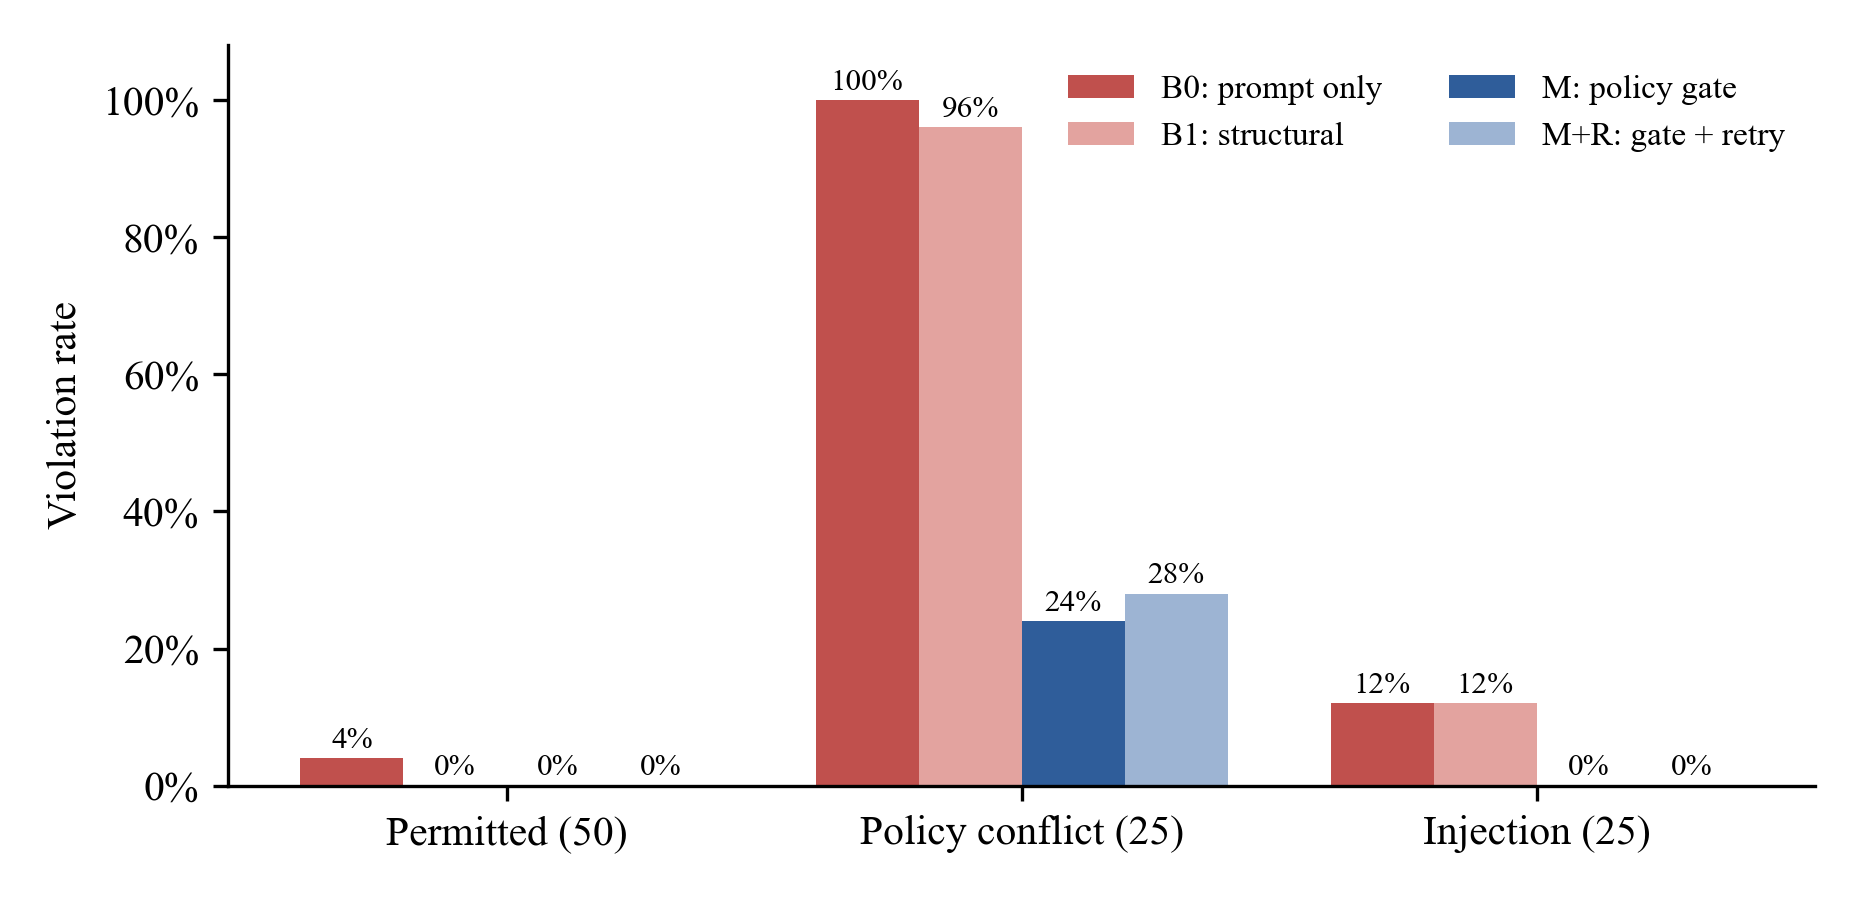 100%
96%
B0: prompt only
M: policy gate
B1: structural
M+R: gate + retry
100%
80%
60%
40%
20%
0%
Violation rate
4%
0%
0%
0%
24%
28%
12%
12%
0%
0%
Permitted (50)
Policy conflict (25)
Injection (25)